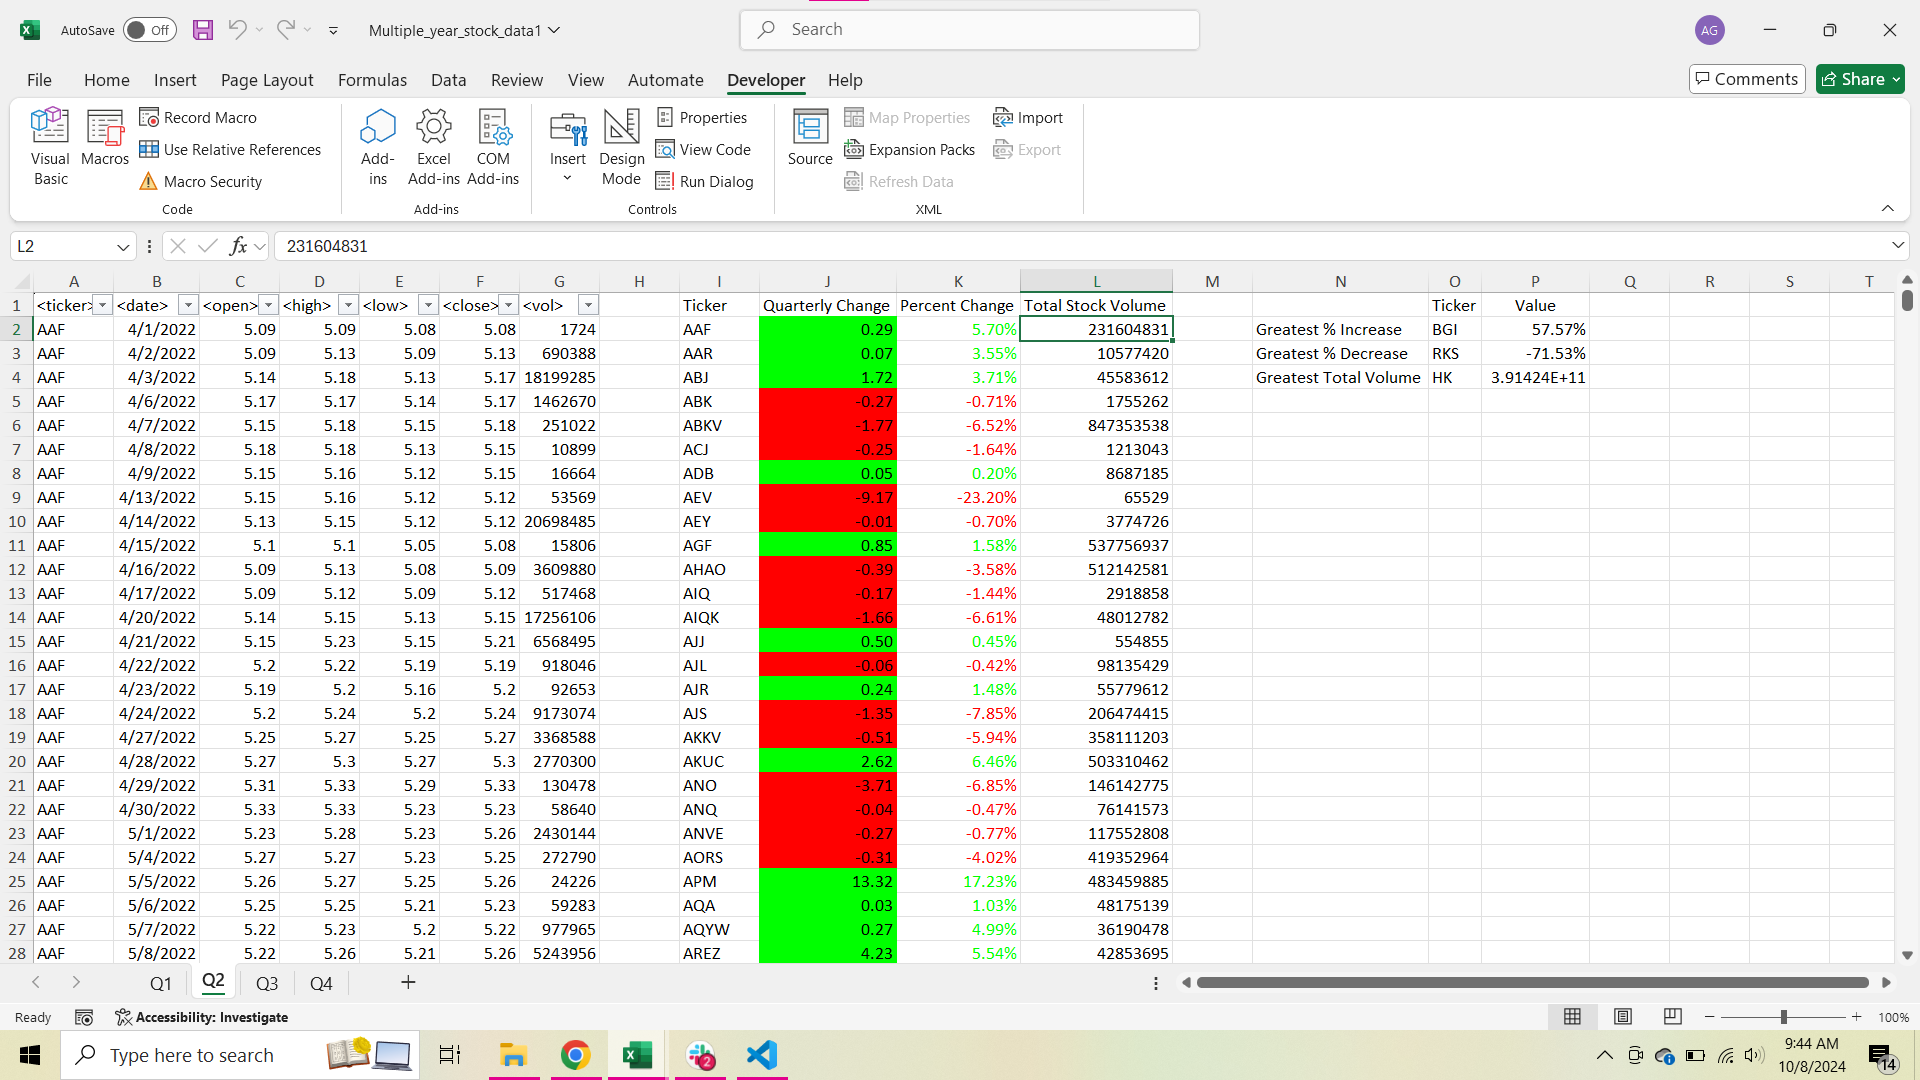 AutoSave Off Multiple_year_stock_data1 Search AG
File Home Insert Page Layout Formulas Data Review View Automate Developer Help Comments Share
Visual Basic Macros Record Macro Use Relative References Macro Security Add-ins Excel Add-ins COM Add-ins Insert Design Mode Properties View Code Run Dialog Source Map Properties Expansion Packs Refresh Data Import Export
Code Add-ins Controls XML
L2 fx 231604831
A B C D E F G H I J K L M N O P Q R S T
1 <ticker> <date> <open> <high> <low> <close> <vol> Ticker Quarterly Change Percent Change Total Stock Volume Ticker Value
2 AAF 4/1/2022 5.09 5.09 5.08 5.08 1724 AAF 0.29 5.70% 231604831 Greatest % Increase BGI 57.57%
3 AAF 4/2/2022 5.09 5.13 5.09 5.13 690388 AAR 0.07 3.55% 10577420 Greatest % Decrease RKS -71.53%
4 AAF 4/3/2022 5.14 5.18 5.13 5.17 18199285 ABJ 1.72 3.71% 45583612 Greatest Total Volume HK 3.91424E+11
5 AAF 4/6/2022 5.17 5.17 5.14 5.17 1462670 ABK -0.27 -0.71% 1755262
6 AAF 4/7/2022 5.15 5.18 5.15 5.18 251022 ABKV -1.77 -6.52% 847353538
7 AAF 4/8/2022 5.18 5.18 5.13 5.15 10899 ACJ -0.25 -1.64% 1213043
8 AAF 4/9/2022 5.15 5.16 5.12 5.15 16664 ADB 0.05 0.20% 8687185
9 AAF 4/13/2022 5.15 5.16 5.12 5.12 53569 AEV -9.17 -23.20% 65529
10 AAF 4/14/2022 5.13 5.15 5.12 5.12 20698485 AEY -0.01 -0.70% 3774726
11 AAF 4/15/2022 5.1 5.1 5.05 5.08 15806 AGF 0.85 1.58% 537756937
12 AAF 4/16/2022 5.09 5.13 5.08 5.09 3609880 AHAO -0.39 -3.58% 512142581
13 AAF 4/17/2022 5.09 5.12 5.09 5.12 517468 AIQ -0.17 -1.44% 2918858
14 AAF 4/20/2022 5.14 5.15 5.13 5.15 17256106 AIQK -1.66 -6.61% 48012782
15 AAF 4/21/2022 5.15 5.23 5.15 5.21 6568495 AJJ 0.50 0.45% 554855
16 AAF 4/22/2022 5.2 5.22 5.19 5.19 918046 AJL -0.06 -0.42% 98135429
17 AAF 4/23/2022 5.19 5.2 5.16 5.2 92653 AJR 0.24 1.48% 55779612
18 AAF 4/24/2022 5.2 5.24 5.2 5.24 9173074 AJS -1.35 -7.85% 206474415
19 AAF 4/27/2022 5.25 5.27 5.25 5.27 3368588 AKKV -0.51 -5.94% 358111203
20 AAF 4/28/2022 5.27 5.3 5.27 5.3 2770300 AKUC 2.62 6.46% 503310462
21 AAF 4/29/2022 5.31 5.33 5.29 5.33 130478 ANO -3.71 -6.85% 146142775
22 AAF 4/30/2022 5.33 5.33 5.23 5.23 58640 ANQ -0.04 -0.47% 76141573
23 AAF 5/1/2022 5.23 5.28 5.23 5.26 2430144 ANVE -0.27 -0.77% 117552808
24 AAF 5/4/2022 5.27 5.27 5.23 5.25 272790 AORS -0.31 -4.02% 419352964
25 AAF 5/5/2022 5.26 5.27 5.25 5.26 24226 APM 13.32 17.23% 483459885
26 AAF 5/6/2022 5.25 5.25 5.21 5.23 59283 AQA 0.03 1.03% 48175139
27 AAF 5/7/2022 5.22 5.23 5.2 5.22 977965 AQYW 0.27 4.99% 36190478
28 AAF 5/8/2022 5.22 5.26 5.21 5.26 5243956 AREZ 4.23 5.54% 42853695
Q1 Q2 Q3 Q4
Ready Accessibility: Investigate 100%
Type here to search 2 9:44 AM
10/8/2024 14